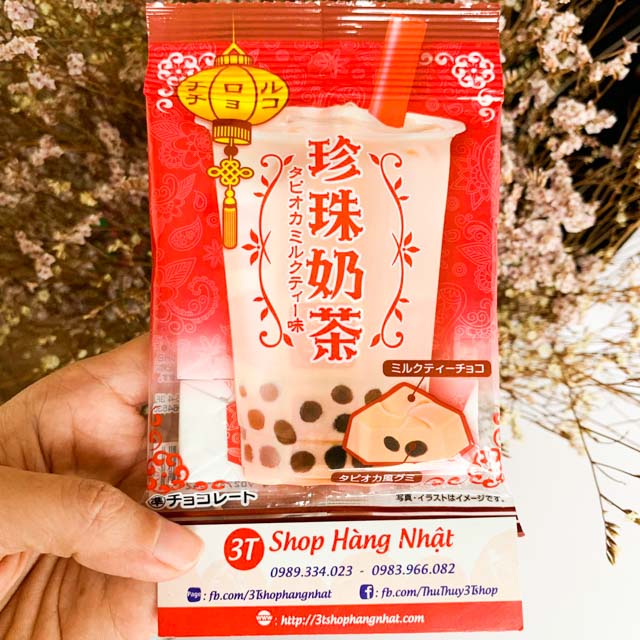 チロルチョコ
珍珠奶茶
タピオカミルクティー味
ミルクティーチョコ
タピオカ風グミ
準チョコレート
写真・イラストはイメージです。
3T Shop Hàng Nhật
0989.334.023 - 0983.966.082
Page : fb.com/3Tshophangnhat f : fb.com/ThuThuy3Tshop
www : http://3tshophangnhat.com